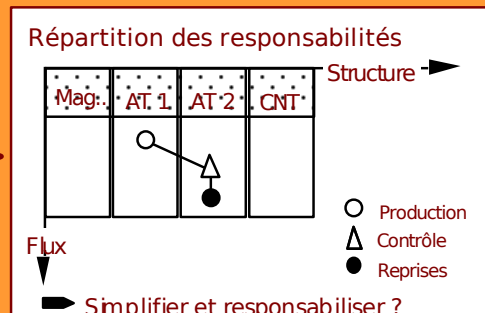 Répartition des responsabilités
Structure
Mag.. AT 1 AT 2 CNT
Production
Contrôle
Flux
Reprises
Simplifier et responsabiliser ?